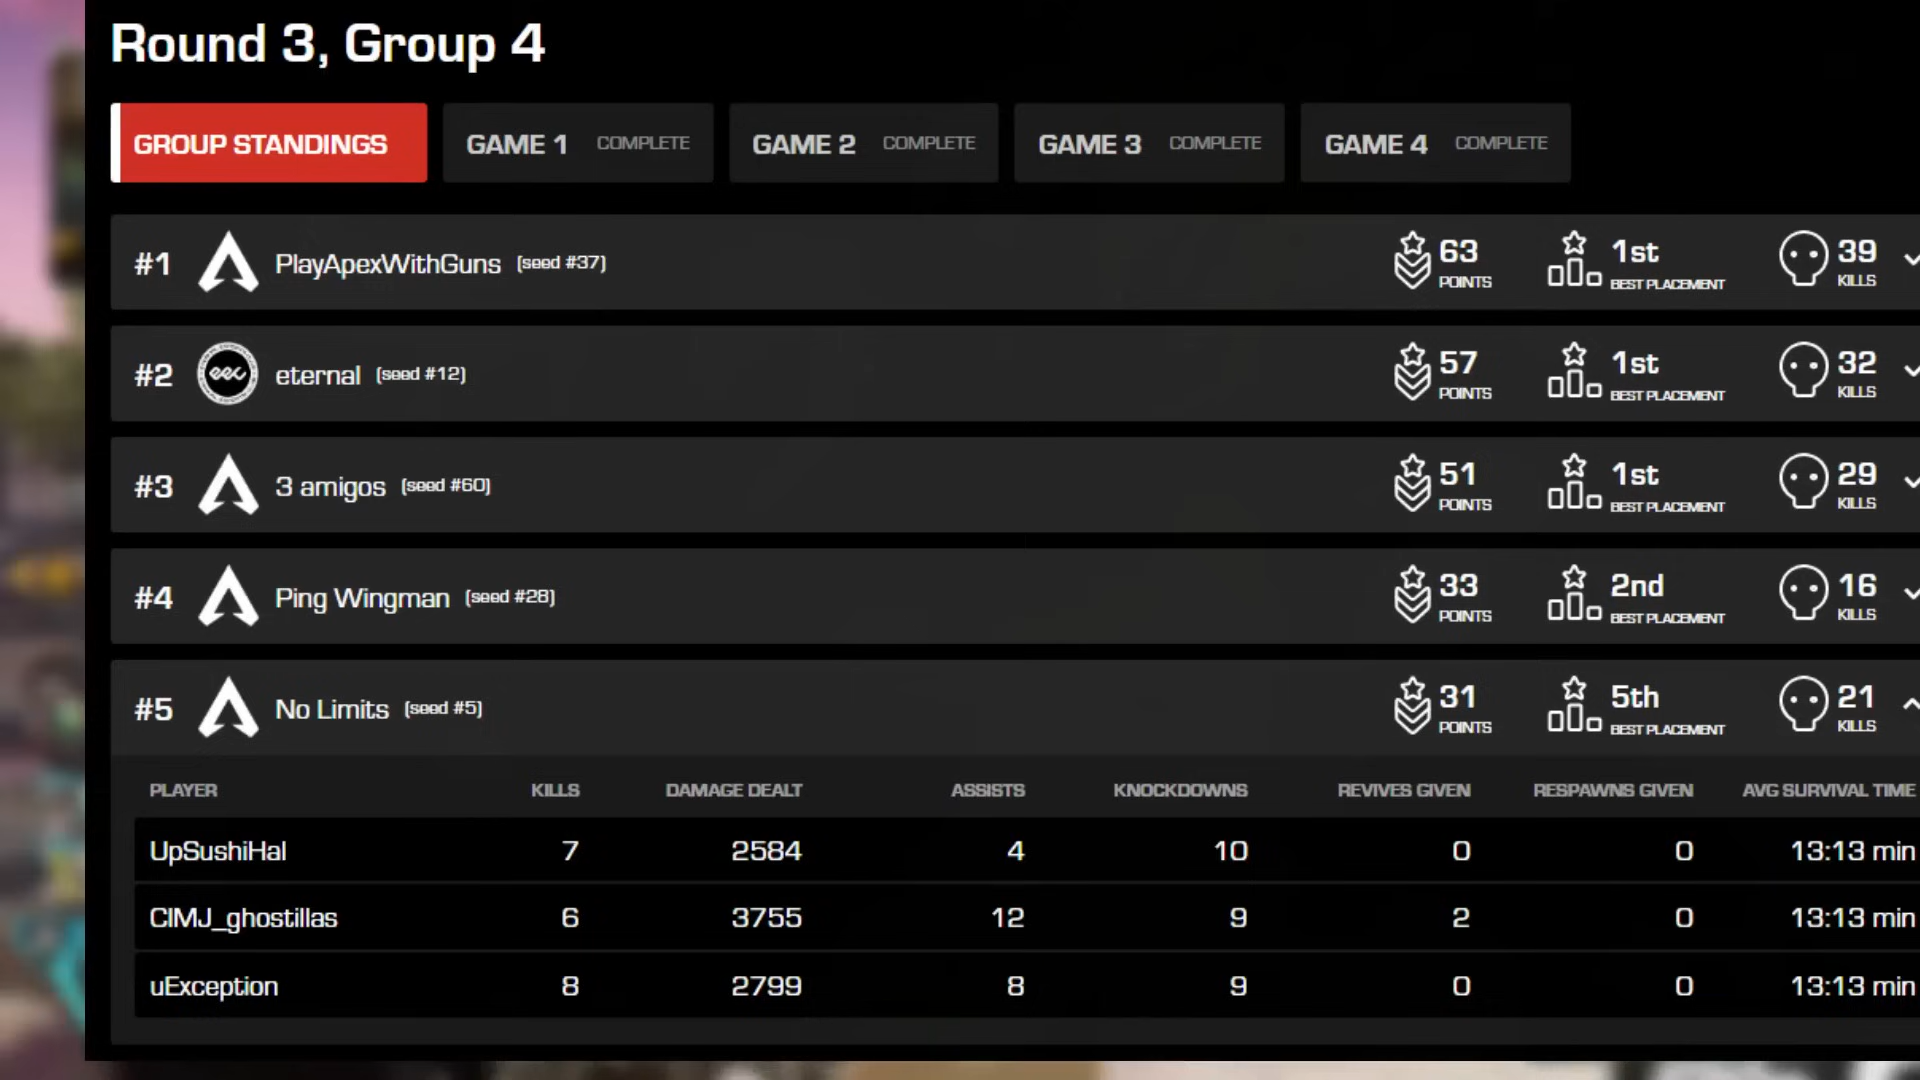 Round 3, Group 4
GROUP STANDINGS GAME 1 COMPLETE GAME 2 COMPLETE GAME 3 COMPLETE GAME 4 COMPLETE
#1 PlayApexWithGuns (seed #37) 63 POINTS 1st BEST PLACEMENT 39 KILLS
#2 eec eternal (seed #12) 57 POINTS 1st BEST PLACEMENT 32 KILLS
#3 3 amigos (seed #60) 51 POINTS 1st BEST PLACEMENT 29 KILLS
#4 Ping Wingman (seed #28) 33 POINTS 2nd BEST PLACEMENT 16 KILLS
#5 No Limits (seed #5) 31 POINTS 5th BEST PLACEMENT 21 KILLS
PLAYER KILLS DAMAGE DEALT ASSISTS KNOCKDOWNS REVIVES GIVEN RESPAWNS GIVEN AVG SURVIVAL TIME
UpSushiHal 7 2584 4 10 0 0 13:13 min
CIMJ_ghostillas 6 3755 12 9 2 0 13:13 min
uException 8 2799 8 9 0 0 13:13 min